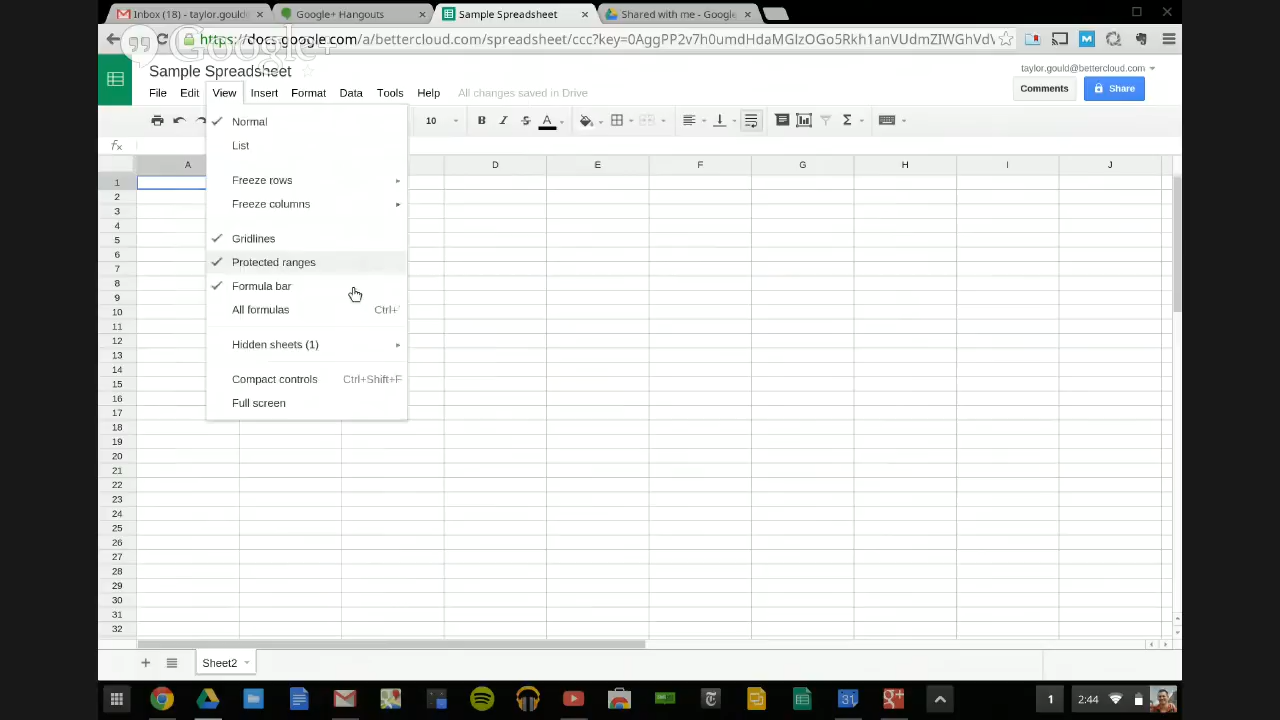 Inbox (18) - taylor.gould
Google+ Hangouts
Sample Spreadsheet
Shared with me - Google
Google+
https://docs.google.com/a/bettercloud.com/spreadsheet/ccc?key=0AggPP2v7h0umdHdaMGlzOGo5Rkh1anVUdmZIWGhVdV
Sample Spreadsheet
taylor.gould@bettercloud.com
File Edit View Insert Format Data Tools Help All changes saved in Drive
Comments
Share
10 B I S A Σ
fx
Normal
List
Freeze rows
Freeze columns
Gridlines
Protected ranges
Formula bar
All formulas Ctrl+`
Hidden sheets (1)
Compact controls Ctrl+Shift+F
Full screen
A D E F G H I J
1
2
3
4
5
6
7
8
9
10
11
12
13
14
15
16
17
18
19
20
21
22
23
24
25
26
27
28
29
30
31
32
Sheet2
31
1
2:44